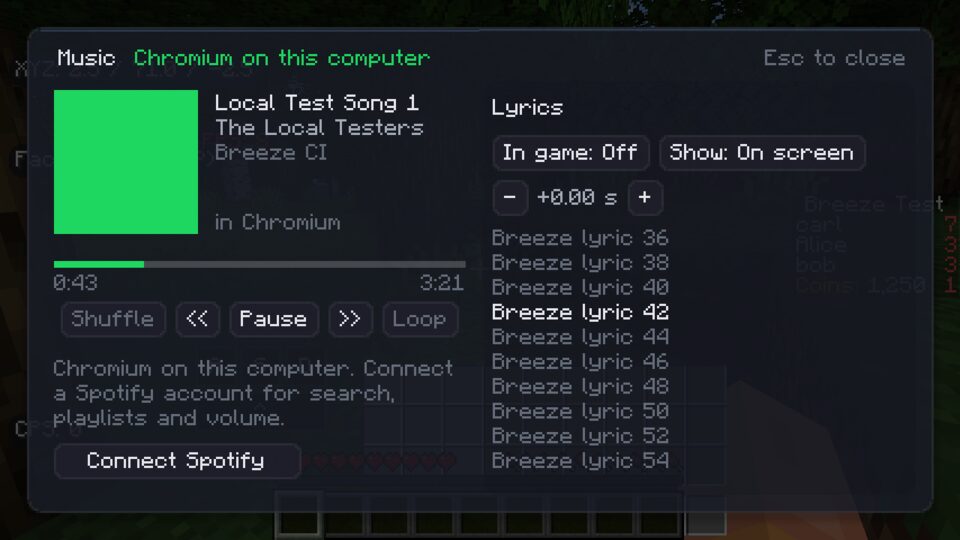 Music Chromium on this computer
Esc to close
Local Test Song 1
The Local Testers
Breeze CI
in Chromium
0:43
3:21
Shuffle
<<
Pause
>>
Loop
Chromium on this computer. Connect
a Spotify account for search,
playlists and volume.
Connect Spotify
Lyrics
In game: Off
Show: On screen
- +0.00 s +
Breeze lyric 36
Breeze lyric 38
Breeze lyric 40
Breeze lyric 42
Breeze lyric 44
Breeze lyric 46
Breeze lyric 48
Breeze lyric 50
Breeze lyric 52
Breeze lyric 54
Breeze Test
carl 7
Alice 3
bob 3
Coins: 1,250 1